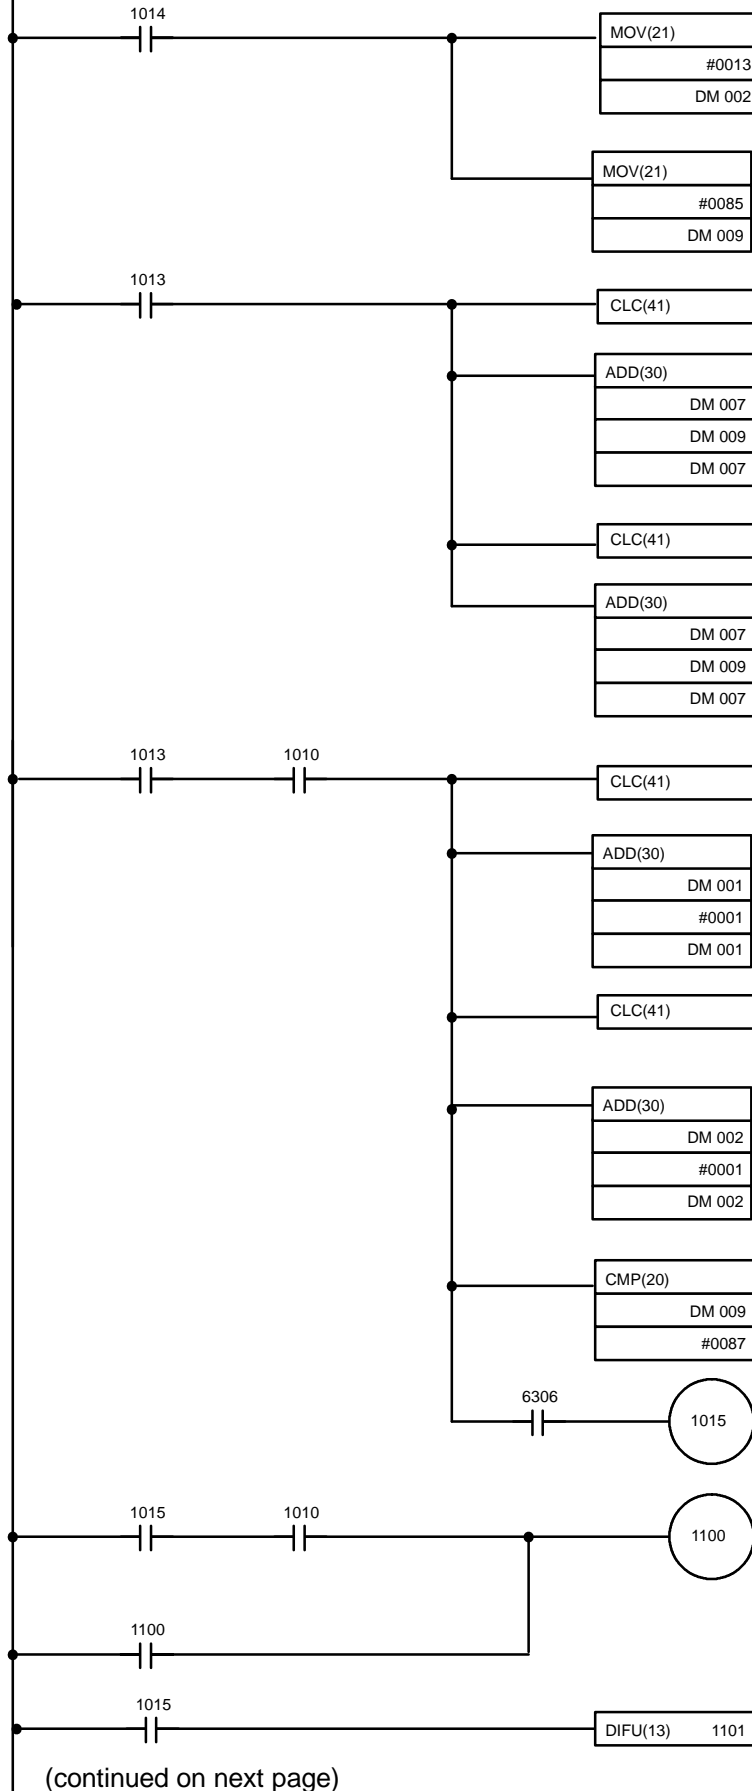 1014
MOV(21)
#0013
DM 002
MOV(21)
#0085
DM 009
1013
CLC(41)
ADD(30)
DM 007
DM 009
DM 007
CLC(41)
ADD(30)
DM 007
DM 009
DM 007
1013 1010
CLC(41)
ADD(30)
DM 001
#0001
DM 001
CLC(41)
ADD(30)
DM 002
#0001
DM 002
CMP(20)
DM 009
#0087
6306
1015
1015 1010
1100
1100
1015
DIFU(13) 1101
(continued on next page)